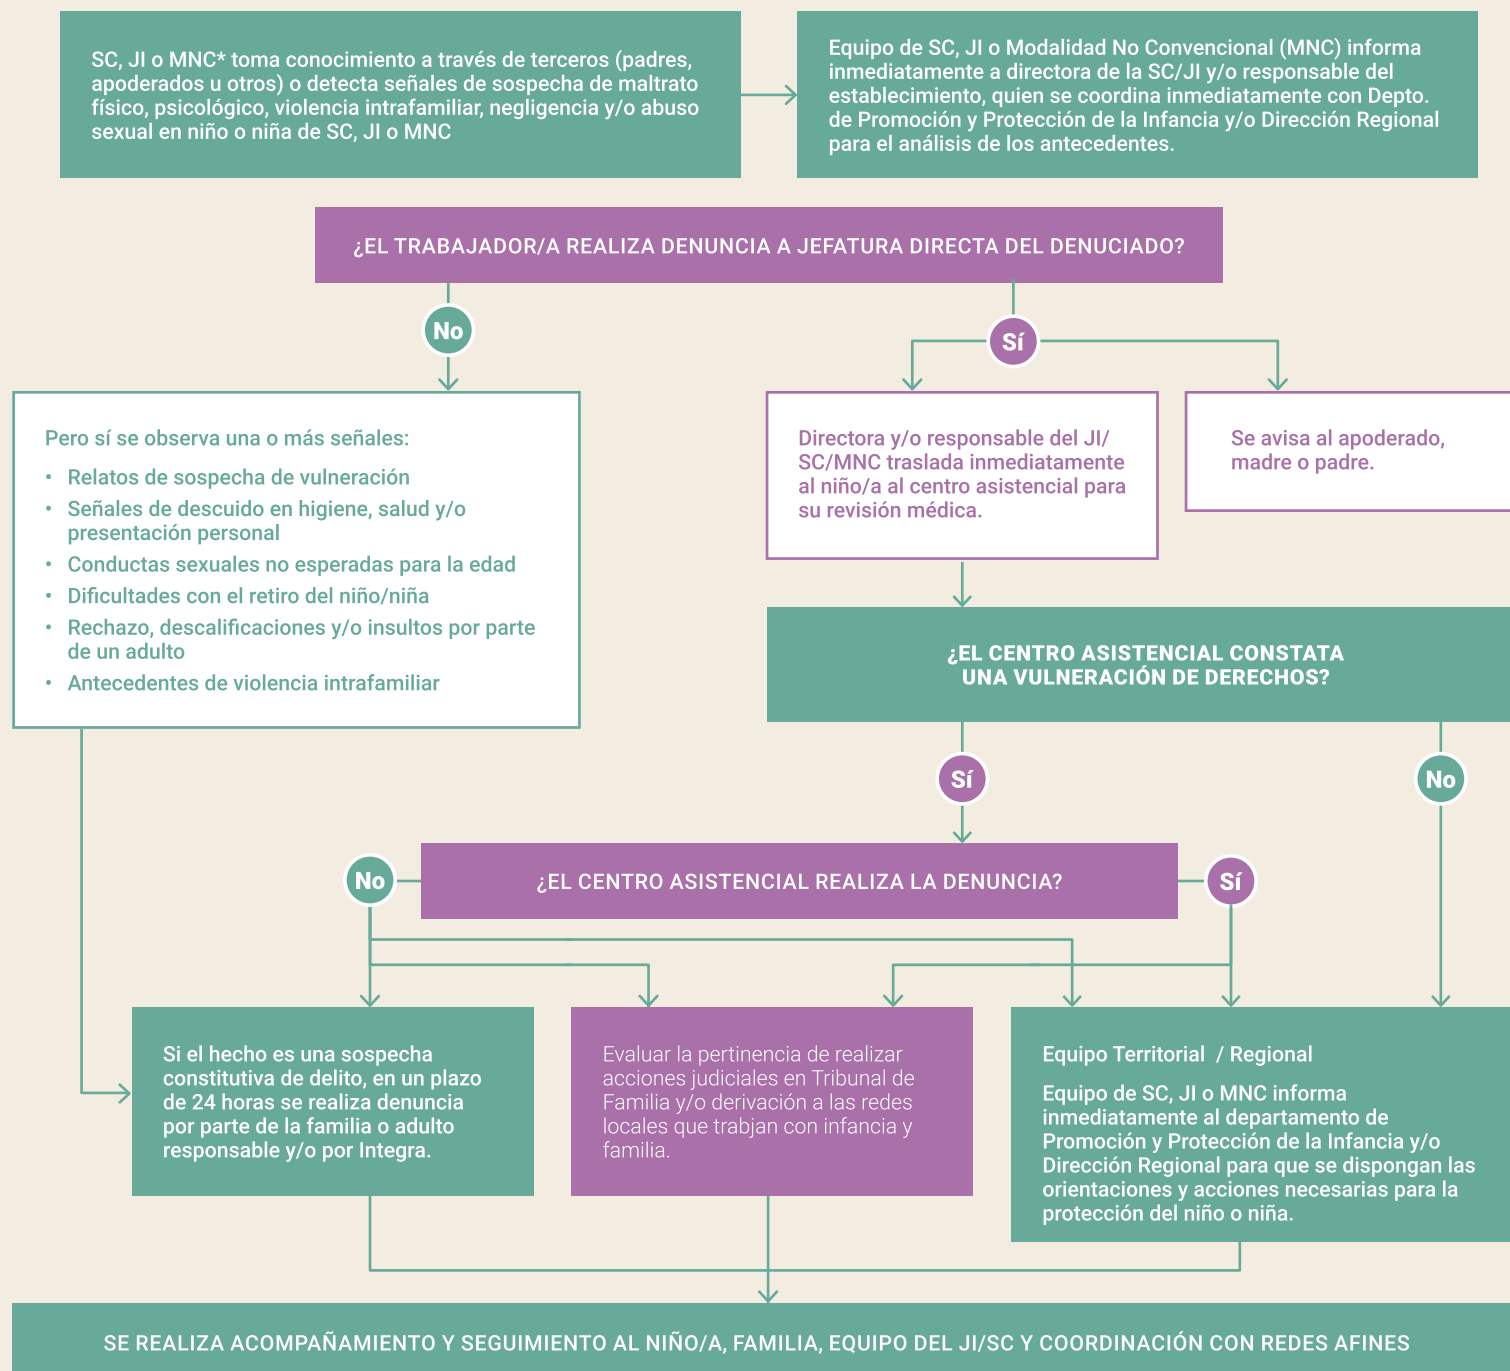 SC, JI o MNC* toma conocimiento a través de terceros (padres,
apoderados u otros) o detecta señales de sospecha de maltrato
físico, psicológico, violencia intrafamiliar, negligencia y/o abuso
sexual en niño o niña de SC, JI o MNC
Equipo de SC, JI o Modalidad No Convencional (MNC) informa
inmediatamente a directora de la SC/JI y/o responsable del
establecimiento, quien se coordina inmediatamente con Depto.
de Promoción y Protección de la Infancia y/o Dirección Regional
para el análisis de los antecedentes.
¿EL TRABAJADOR/A REALIZA DENUNCIA A JEFATURA DIRECTA DEL DENUCIADO?
No
Sí
Pero sí se observa una o más señales:
• Relatos de sospecha de vulneración
• Señales de descuido en higiene, salud y/o
presentación personal
• Conductas sexuales no esperadas para la edad
• Dificultades con el retiro del niño/niña
• Rechazo, descalificaciones y/o insultos por parte
de un adulto
• Antecedentes de violencia intrafamiliar
Directora y/o responsable del JI/
SC/MNC traslada inmediatamente
al niño/a al centro asistencial para
su revisión médica.
Se avisa al apoderado,
madre o padre.
¿EL CENTRO ASISTENCIAL CONSTATA
UNA VULNERACIÓN DE DERECHOS?
Sí
No
No
¿EL CENTRO ASISTENCIAL REALIZA LA DENUNCIA?
Sí
Si el hecho es una sospecha
constitutiva de delito, en un plazo
de 24 horas se realiza denuncia
por parte de la familia o adulto
responsable y/o por Integra.
Evaluar la pertinencia de realizar
acciones judiciales en Tribunal de
Familia y/o derivación a las redes
locales que trabjan con infancia y
familia.
Equipo Territorial / Regional
Equipo de SC, JI o MNC informa
inmediatamente al departamento de
Promoción y Protección de la Infancia y/o
Dirección Regional para que se dispongan las
orientaciones y acciones necesarias para la
protección del niño o niña.
SE REALIZA ACOMPAÑAMIENTO Y SEGUIMIENTO AL NIÑO/A, FAMILIA, EQUIPO DEL JI/SC Y COORDINACIÓN CON REDES AFINES